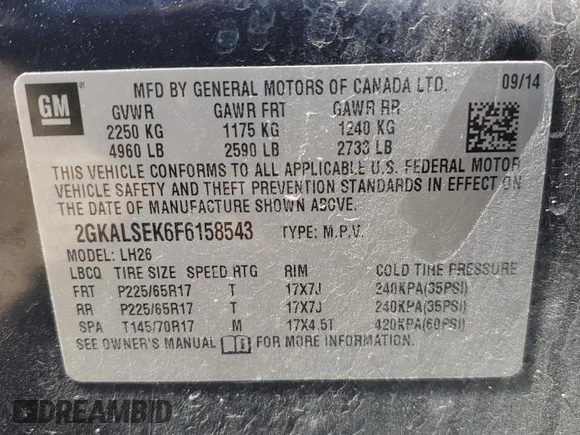 GM
MFD BY GENERAL MOTORS OF CANADA LTD. 09/14
GVWR GAWR FRT GAWR RR
2250 KG 1175 KG 1240 KG
4960 LB 2590 LB 2733 LB
THIS VEHICLE CONFORMS TO ALL APPLICABLE U.S. FEDERAL MOTOR
VEHICLE SAFETY AND THEFT PREVENTION STANDARDS IN EFFECT ON
THE DATE OF MANUFACTURE SHOWN ABOVE.
2GKALSEK6F6158543 TYPE: M.P.V.
MODEL: LH26
LBCQ TIRE SIZE SPEED RTG RIM COLD TIRE PRESSURE
FRT P225/65R17 T 17X7J 240KPA(35PSI)
RR P225/65R17 T 17X7J 240KPA(35PSI)
SPA T145/70R17 M 17X4.5T 420KPA(60PSI)
SEE OWNER'S MANUAL FOR MORE INFORMATION.
DREAMBID